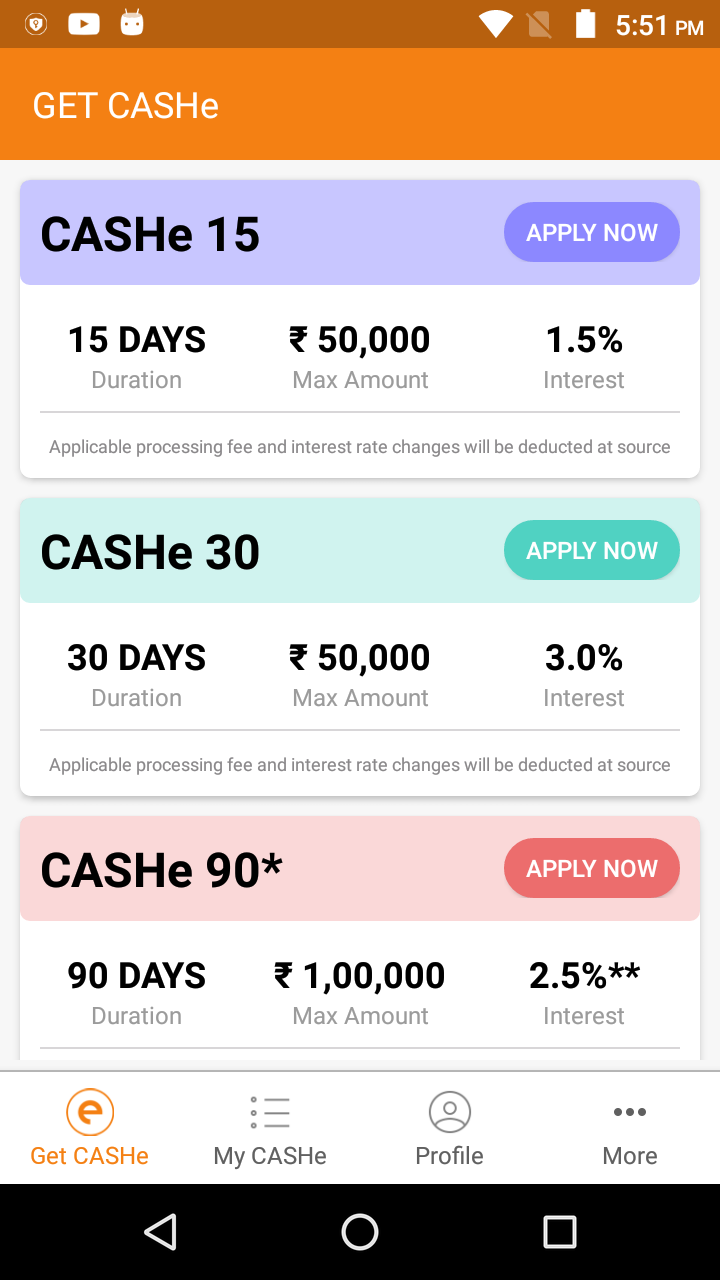 5:51 PM
GET CASHe
CASHe 15
APPLY NOW
15 DAYS ₹ 50,000 1.5%
Duration Max Amount Interest
Applicable processing fee and interest rate changes will be deducted at source
CASHe 30
APPLY NOW
30 DAYS ₹ 50,000 3.0%
Duration Max Amount Interest
Applicable processing fee and interest rate changes will be deducted at source
CASHe 90*
APPLY NOW
90 DAYS ₹ 1,00,000 2.5%**
Duration Max Amount Interest
Get CASHe My CASHe Profile More